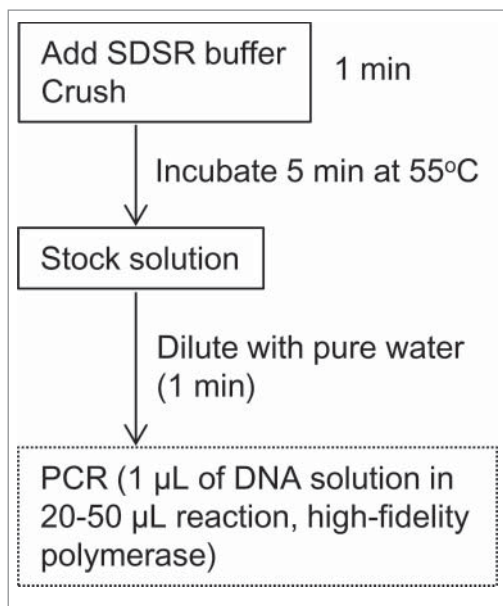 Add SDSR buffer
Crush
1 min
Incubate 5 min at 55°C
Stock solution
Dilute with pure water
(1 min)
PCR (1 µL of DNA solution in
20-50 µL reaction, high-fidelity
polymerase)